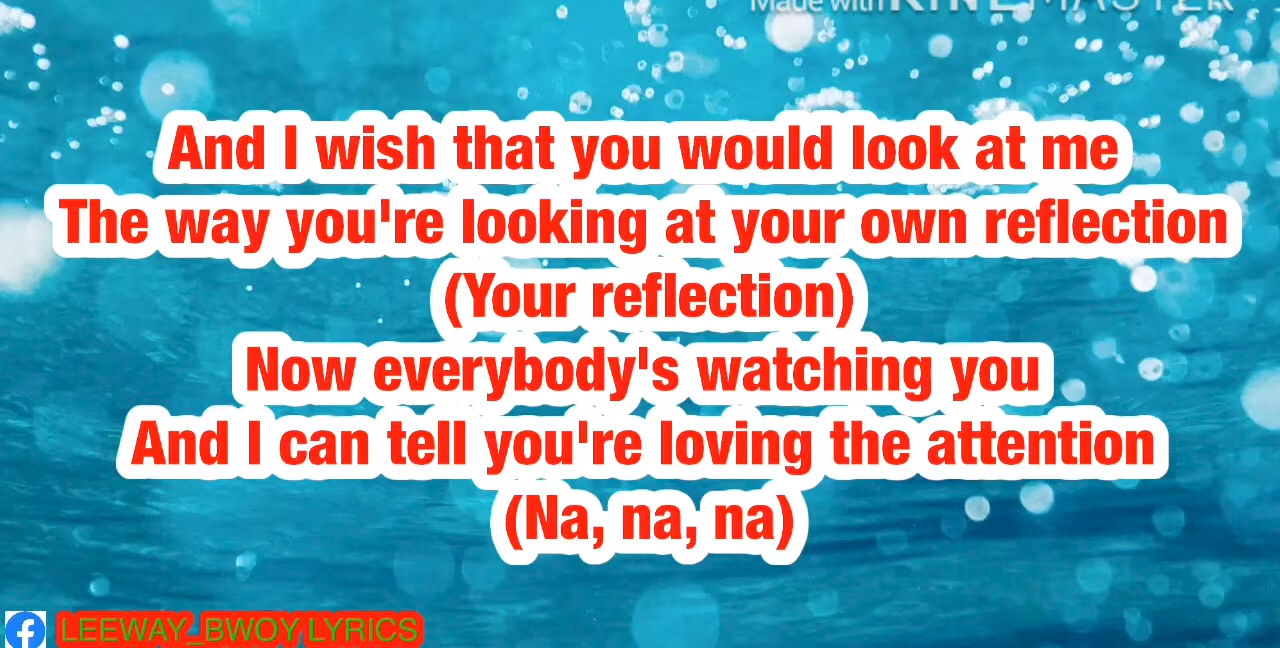 Made with KINEMASTER
And I wish that you would look at me
The way you're looking at your own reflection
(Your reflection)
Now everybody's watching you
And I can tell you're loving the attention
(Na, na, na)
LEEWAY_BWOY LYRICS